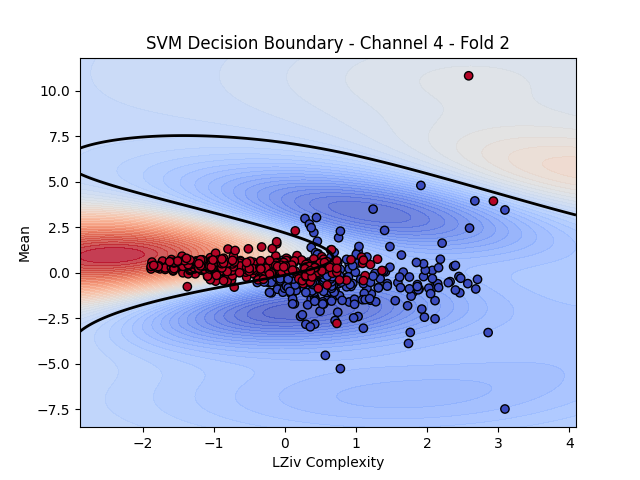 SVM Decision Boundary - Channel 4 - Fold 2
10.0
7.5
5.0
2.5
0.0
−2.5
−5.0
−7.5
Mean
−2 −1 0 1 2 3 4
LZiv Complexity